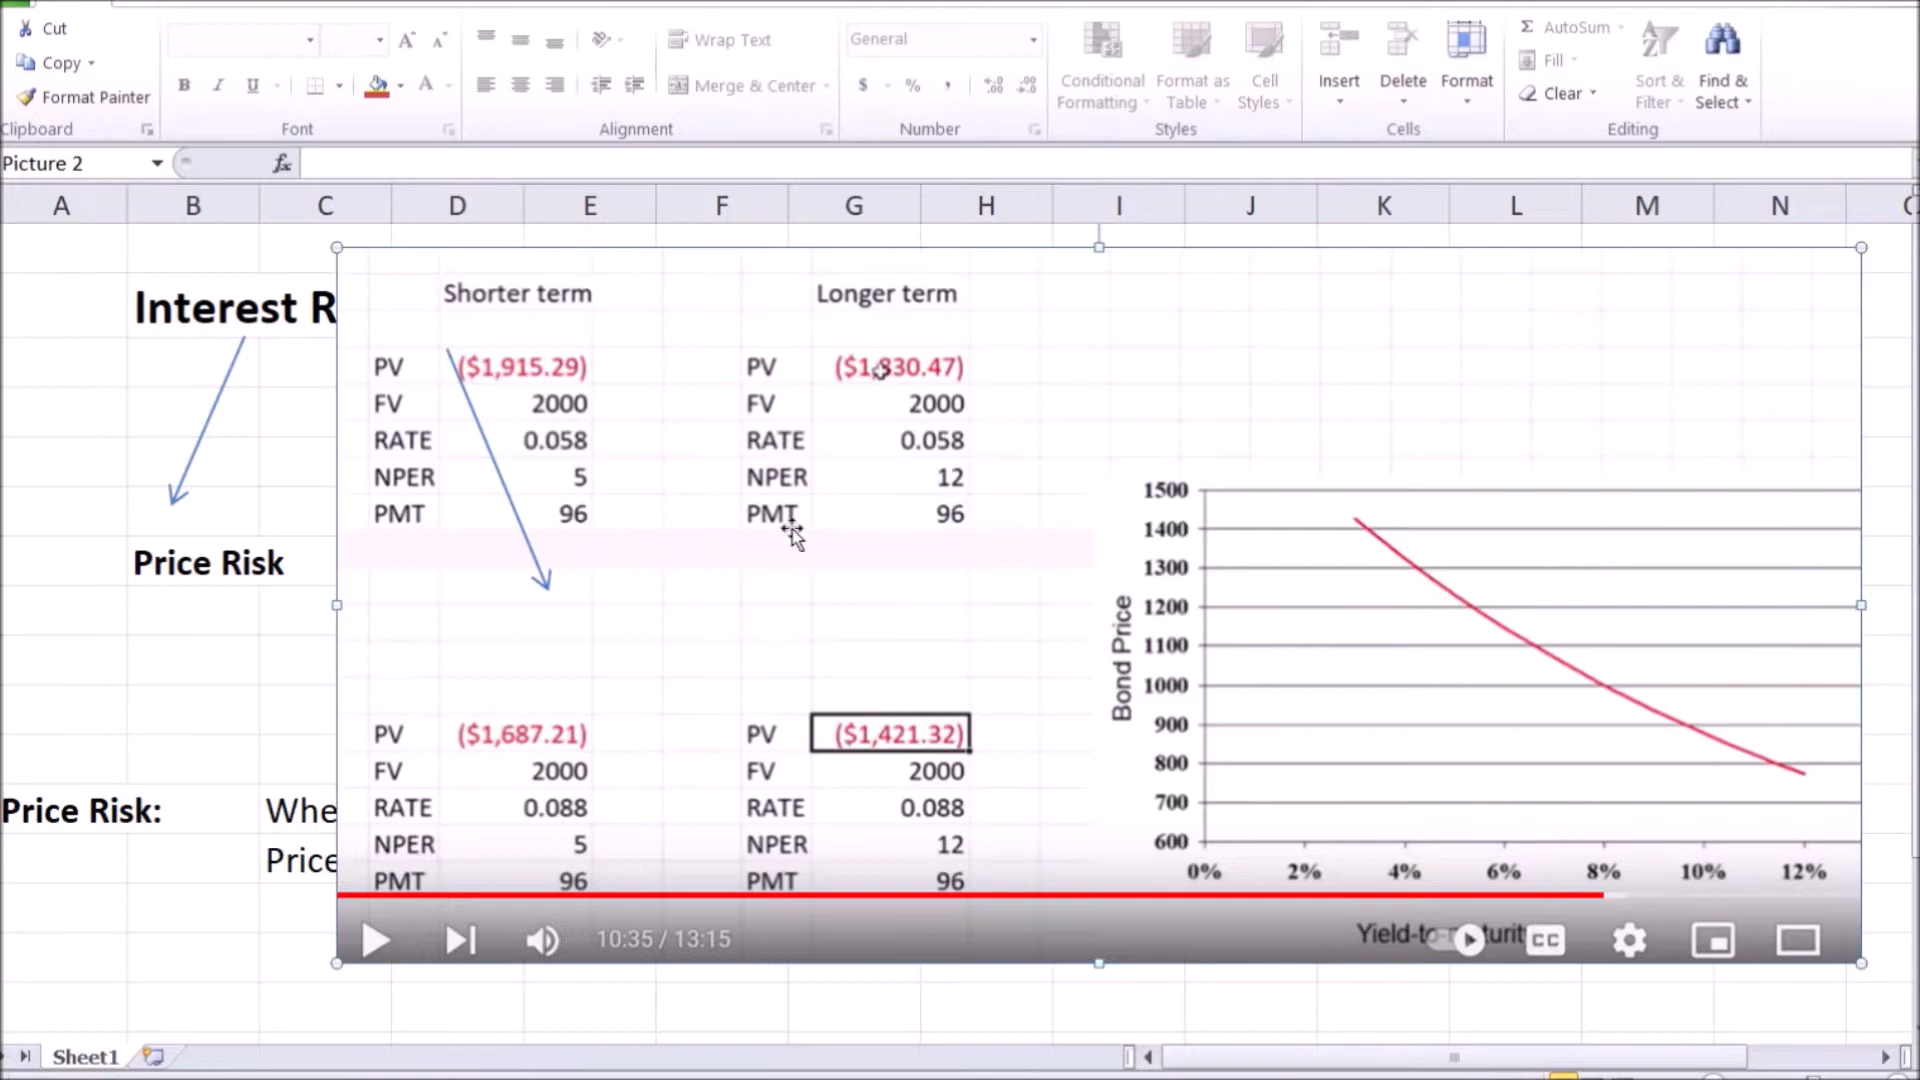 Cut
Copy
Format Painter
Clipboard
B I U
A A
A
Font
Wrap Text
Merge & Center
Alignment
General
$ % ,
Number
Conditional Formatting
Format as Table
Cell Styles
Styles
Insert
Delete
Format
Cells
Σ AutoSum
Fill
Clear
Sort & Filter
Find & Select
Editing
Picture 2
fx
A B C D E F G H I J K L M N
Interest R
Price Risk
Price Risk: Whe
Price
Shorter term Longer term
PV ($1,915.29) PV ($1,830.47)
FV 2000 FV 2000
RATE 0.058 RATE 0.058
NPER 5 NPER 12
PMT 96 PMT 96
PV ($1,687.21) PV ($1,421.32)
FV 2000 FV 2000
RATE 0.088 RATE 0.088
NPER 5 NPER 12
PMT 96 PMT 96
Bond Price
1500
1400
1300
1200
1100
1000
900
800
700
600
0% 2% 4% 6% 8% 10% 12%
10:35 / 13:15
CC
Sheet1